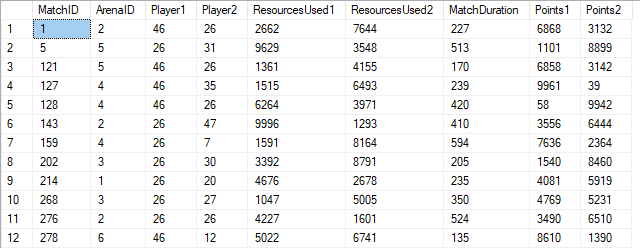 MatchID ArenaID Player1 Player2 ResourcesUsed1 ResourcesUsed2 MatchDuration Points1 Points2
1 1 2 46 26 2662 7644 227 6868 3132
2 5 5 26 31 9629 3548 513 1101 8899
3 121 5 46 26 1361 4155 170 6858 3142
4 127 4 46 35 1515 6493 239 9961 39
5 128 4 46 26 6264 3971 420 58 9942
6 143 2 26 47 9996 1293 410 3556 6444
7 159 4 26 7 1591 8164 594 7636 2364
8 202 3 26 30 3392 8791 205 1540 8460
9 214 1 26 20 4676 2678 235 4081 5919
10 268 3 26 27 1047 5005 350 4769 5231
11 276 2 26 26 4227 1601 524 3490 6510
12 278 6 46 12 5022 6741 135 8610 1390